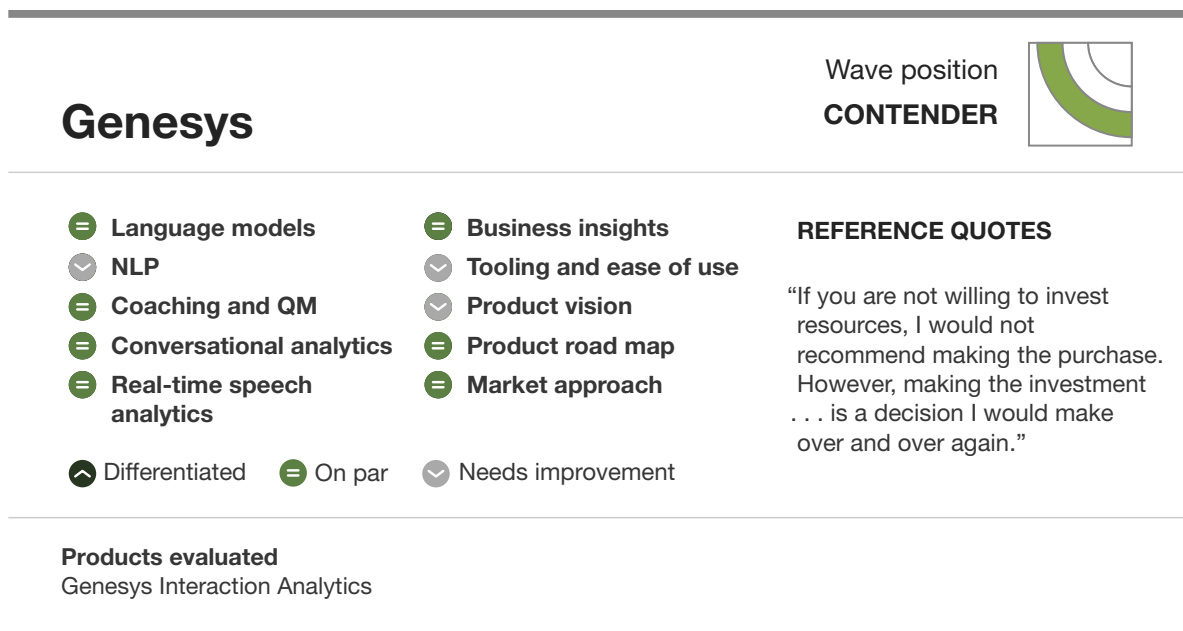 Wave position
CONTENDER
Genesys
Language models
NLP
Coaching and QM
Conversational analytics
Real-time speech
analytics
Business insights
Tooling and ease of use
Product vision
Product road map
Market approach
Differentiated
On par
Needs improvement
REFERENCE QUOTES
“If you are not willing to invest
resources, I would not
recommend making the purchase.
However, making the investment
. . . is a decision I would make
over and over again.”
Products evaluated
Genesys Interaction Analytics